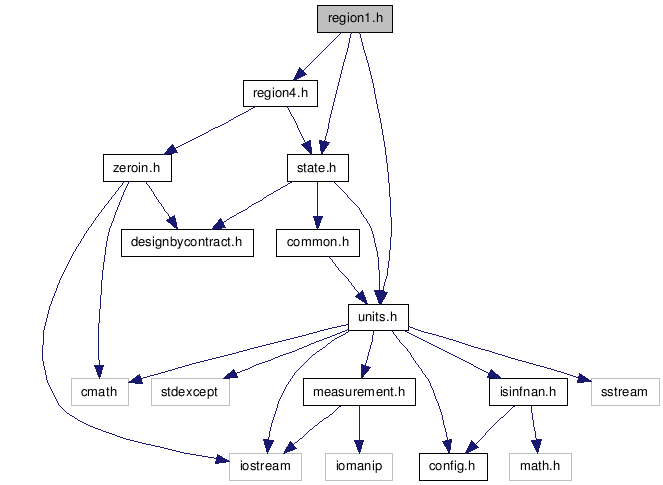 region1.h
region4.h
zeroin.h
state.h
designbycontract.h
common.h
units.h
cmath
stdexcept
measurement.h
isinfnan.h
sstream
iostream
iomanip
config.h
math.h